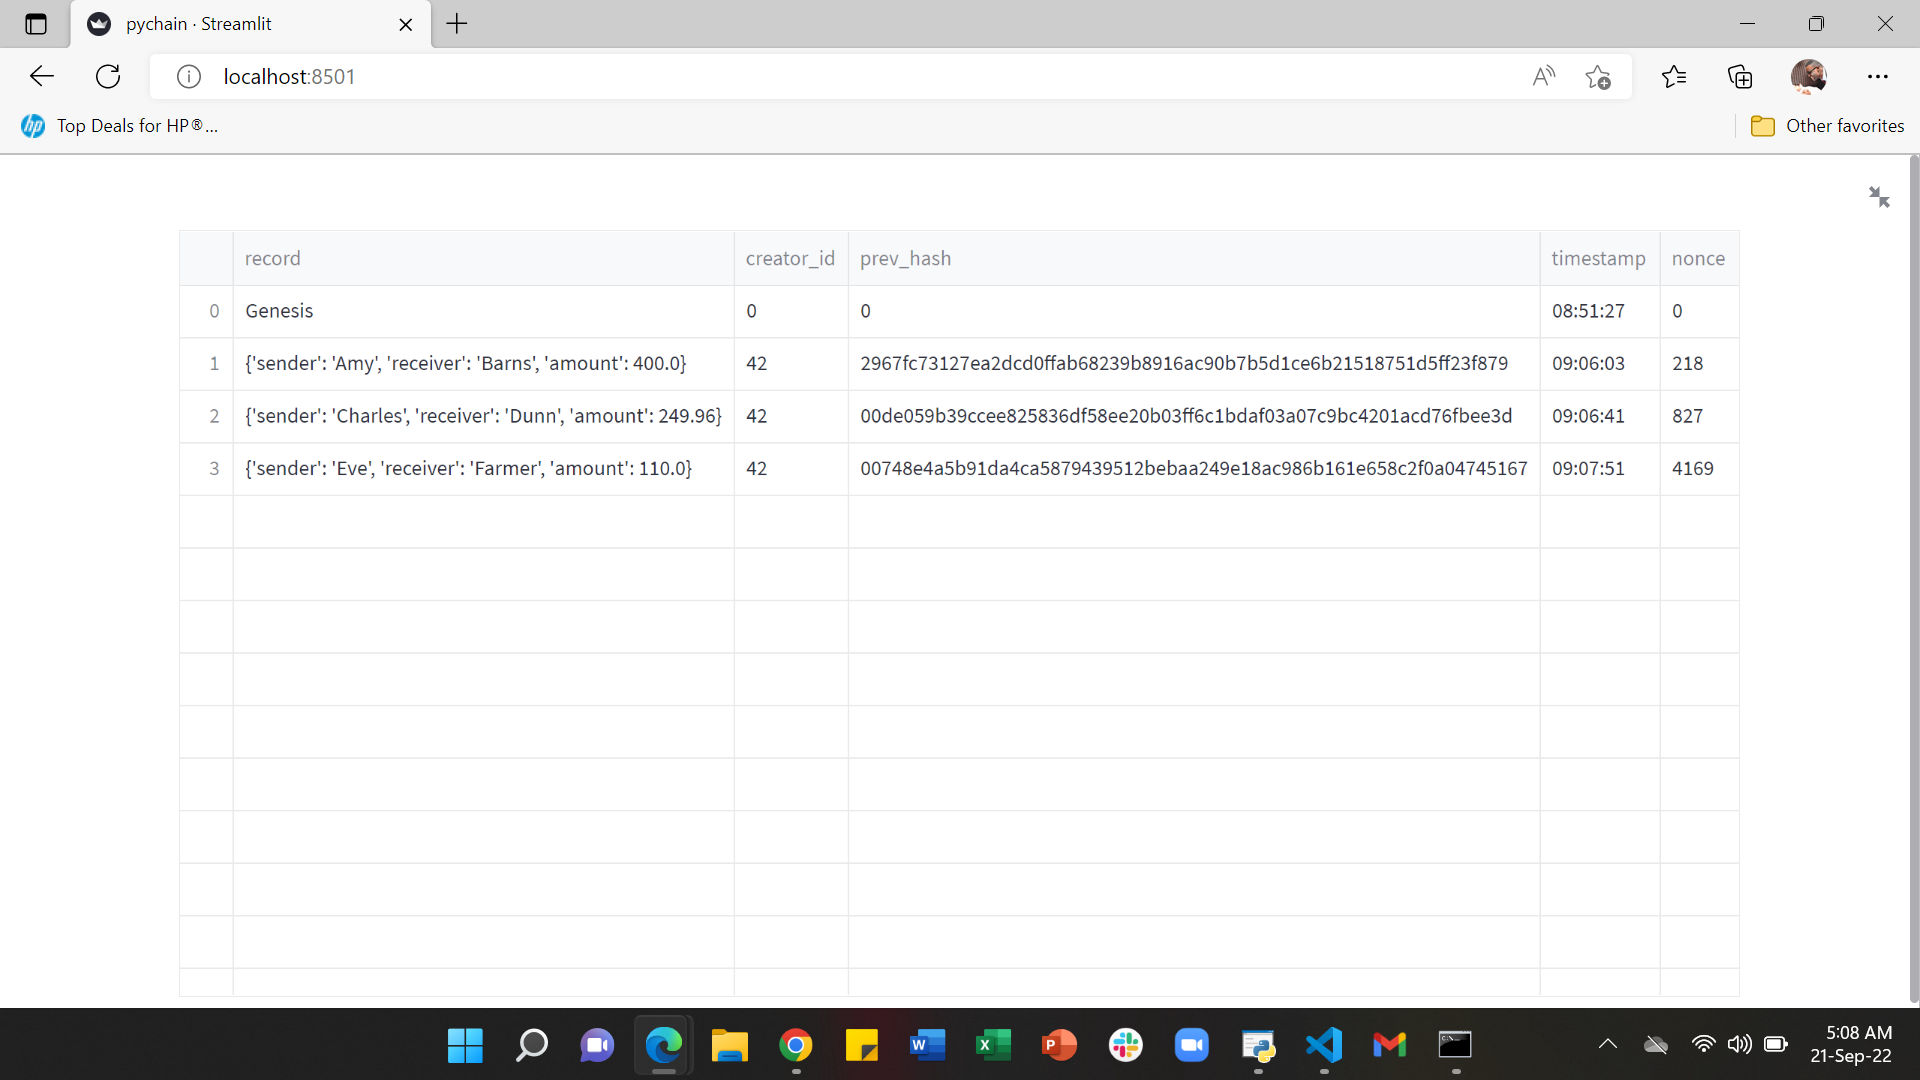 pychain · Streamlit
localhost:8501
Top Deals for HP®...
Other favorites
record creator_id prev_hash timestamp nonce
0 Genesis 0 0 08:51:27 0
1 {'sender': 'Amy', 'receiver': 'Barns', 'amount': 400.0} 42 2967fc73127ea2dcd0ffab68239b8916ac90b7b5d1ce6b21518751d5ff23f879 09:06:03 218
2 {'sender': 'Charles', 'receiver': 'Dunn', 'amount': 249.96} 42 00de059b39ccee825836df58ee20b03ff6c1bdaf03a07c9bc4201acd76fbee3d 09:06:41 827
3 {'sender': 'Eve', 'receiver': 'Farmer', 'amount': 110.0} 42 00748e4a5b91da4ca5879439512bebaa249e18ac986b161e658c2f0a04745167 09:07:51 4169
5:08 AM
21-Sep-22